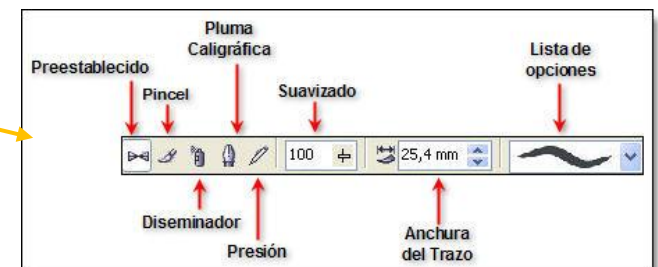 Pluma
Caligráfica
Lista de
opciones
Preestablecido
Pincel
Suavizado
100
25,4 mm
Diseminador
Presión
Anchura
del Trazo